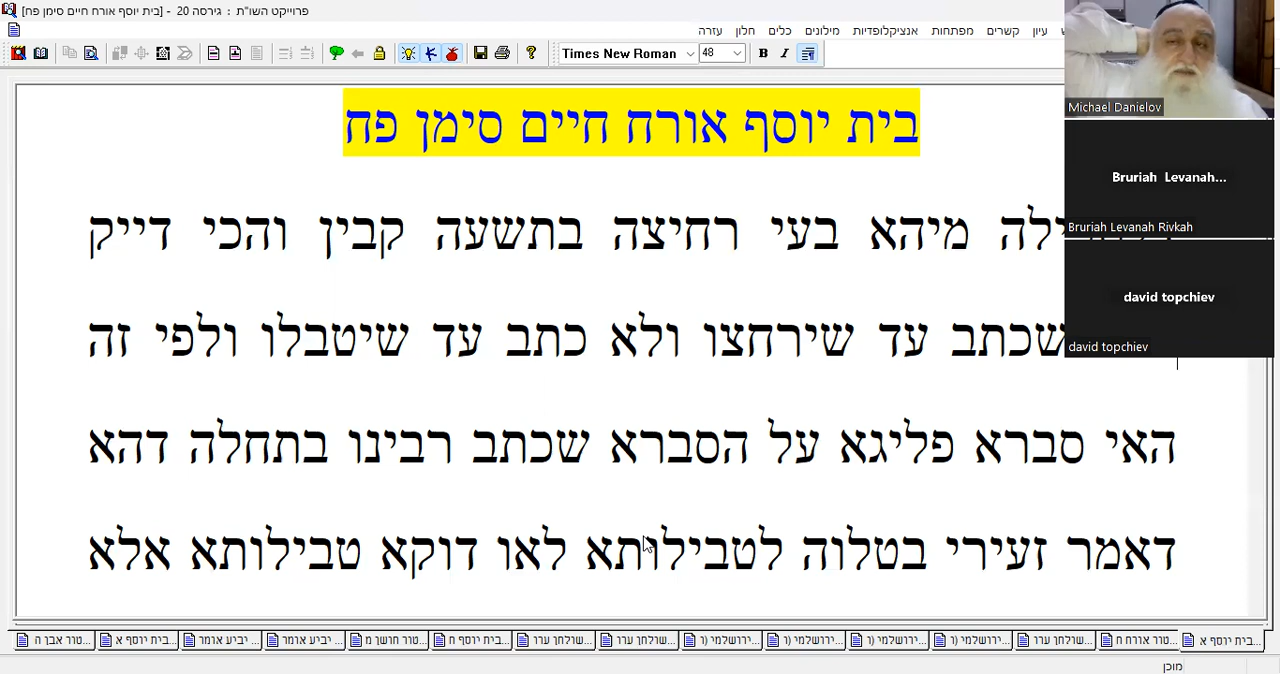 פרוייקט השו"ת : גירסה 20 - [בית יוסף אורח חיים סימן פח]
עיון קשרים מפתחות אנציקלופדיות מילונים כלים חלון עזרה
Times New Roman 48 B I
בית יוסף אורח חיים סימן פח
מיהא בעי רחיצה בתשעה קבין והכי דייק
שכתב עד שירחצו ולא כתב עד שיטבלו ולפי זה
האי סברא פליגא על הסברא שכתב רבינו בתחלה דהא
דאמר זעירי בטלוה לטבילותא לאו דוקא טבילותא אלא
Michael Danielov
Bruriah Levanah...
Bruriah Levanah Rivkah
david topchiev
david topchiev
בית יוסף א...
טור אורח ח...
שולחן ערו...
ירושלמי (ו...
ירושלמי (ו...
ירושלמי (ו...
ירושלמי (ו...
שולחן ערו...
שולחן ערו...
בית יוסף ח...
טור חושן מ...
יביע אומר ...
יביע אומר...
בית יוסף א...
טור אבן ה...
מוכן